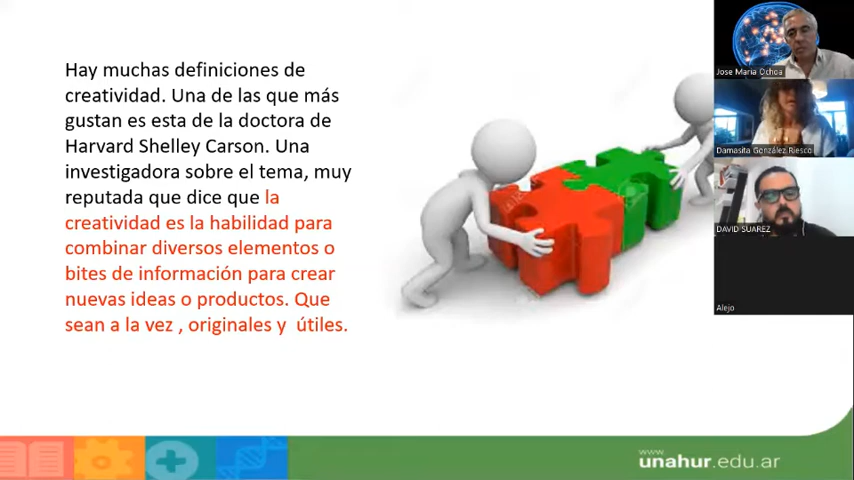 Hay muchas definiciones de
creatividad. Una de las que más
gustan es esta de la doctora de
Harvard Shelley Carson. Una
investigadora sobre el tema, muy
reputada que dice que la
creatividad es la habilidad para
combinar diversos elementos o
bites de información para crear
nuevas ideas o productos. Que
sean a la vez , originales y  útiles.
Jose Maria Ochoa
Damasita González Riesco
DAVID SUAREZ
Alejo
www.
unahur.edu.ar